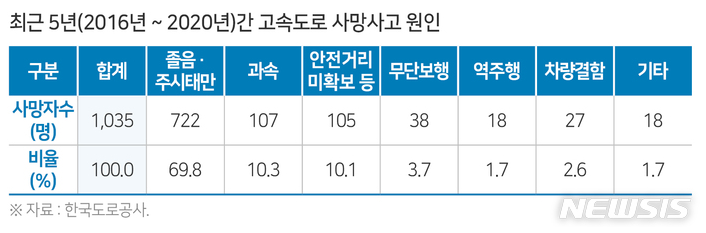 최근 5년(2016년 ~ 2020년)간 고속도로 사망사고 원인
구분 합계 졸음· 주시태만 과속 안전거리 미확보 등 무단보행 역주행 차량결함 기타
사망자수 (명) 1,035 722 107 105 38 18 27 18
비율 (%) 100.0 69.8 10.3 10.1 3.7 1.7 2.6 1.7
※ 자료 : 한국도로공사.
NEWSIS